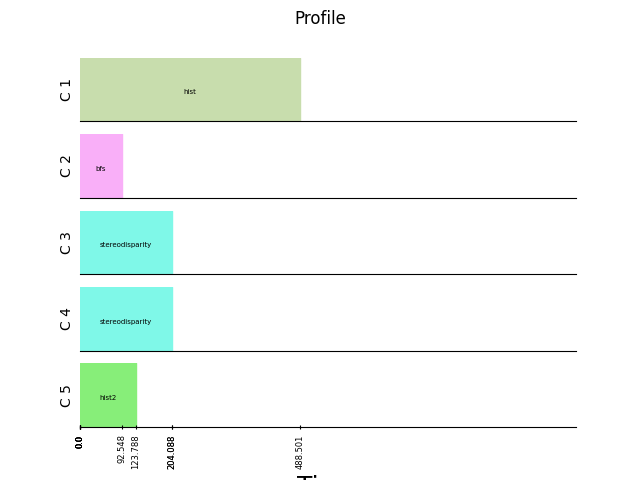 Profile
C 1
hist
C 2
bfs
C 3
stereodisparity
C 4
stereodisparity
C 5
hist2
0.0
92.548
123.788
204.088
488.501